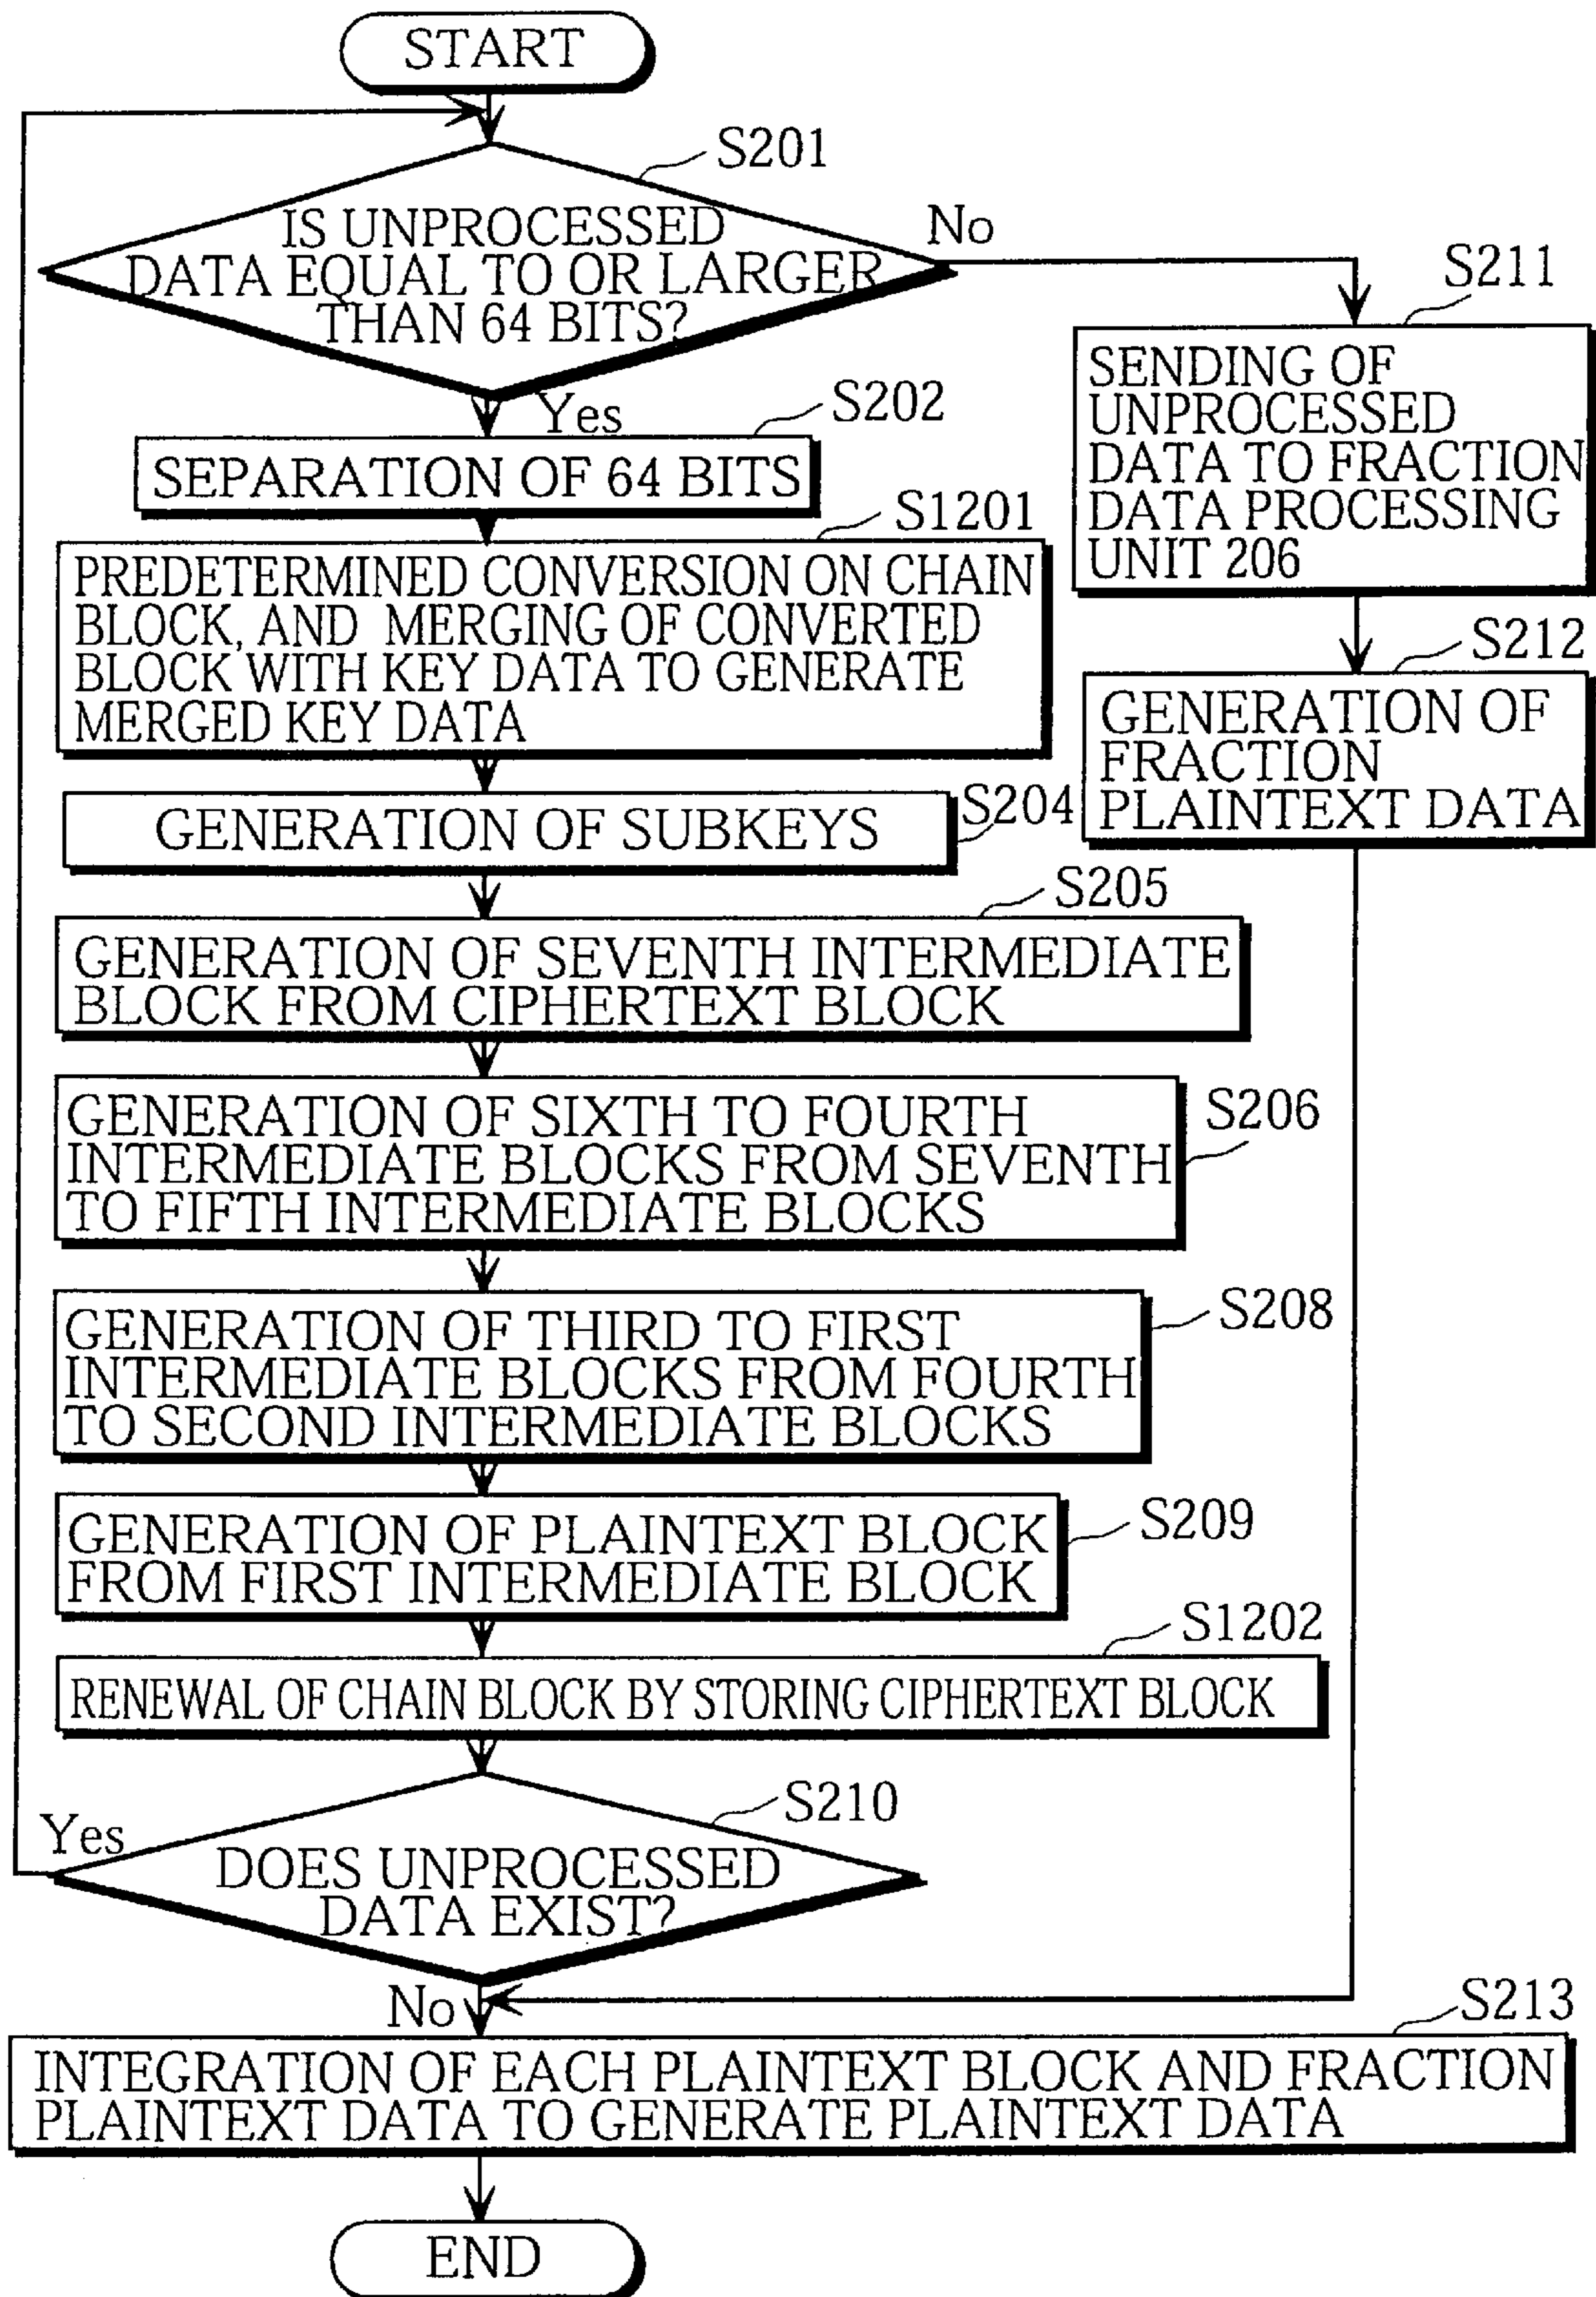 START
S201
IS UNPROCESSED
DATA EQUAL TO OR LARGER
THAN 64 BITS?
No
Yes
S202
SEPARATION OF 64 BITS
S1201
PREDETERMINED CONVERSION ON CHAIN
BLOCK, AND MERGING OF CONVERTED
BLOCK WITH KEY DATA TO GENERATE
MERGED KEY DATA
S204
GENERATION OF SUBKEYS
S205
GENERATION OF SEVENTH INTERMEDIATE
BLOCK FROM CIPHERTEXT BLOCK
S206
GENERATION OF SIXTH TO FOURTH
INTERMEDIATE BLOCKS FROM SEVENTH
TO FIFTH INTERMEDIATE BLOCKS
S208
GENERATION OF THIRD TO FIRST
INTERMEDIATE BLOCKS FROM FOURTH
TO SECOND INTERMEDIATE BLOCKS
S209
GENERATION OF PLAINTEXT BLOCK
FROM FIRST INTERMEDIATE BLOCK
S1202
RENEWAL OF CHAIN BLOCK BY STORING CIPHERTEXT BLOCK
S210
Yes
DOES UNPROCESSED
DATA EXIST?
No
S211
SENDING OF
UNPROCESSED
DATA TO FRACTION
DATA PROCESSING
UNIT 206
S212
GENERATION OF
FRACTION
PLAINTEXT DATA
S213
INTEGRATION OF EACH PLAINTEXT BLOCK AND FRACTION
PLAINTEXT DATA TO GENERATE PLAINTEXT DATA
END